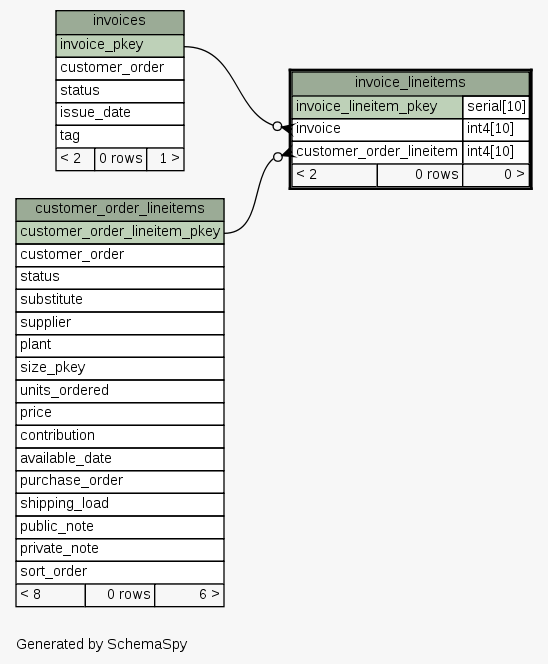 invoices
invoice_pkey
customer_order
status
issue_date
tag
< 2 0 rows 1 >
invoice_lineitems
invoice_lineitem_pkey serial[10]
invoice int4[10]
customer_order_lineitem int4[10]
< 2 0 rows 0 >
customer_order_lineitems
customer_order_lineitem_pkey
customer_order
status
substitute
supplier
plant
size_pkey
units_ordered
price
contribution
available_date
purchase_order
shipping_load
public_note
private_note
sort_order
< 8 0 rows 6 >
Generated by SchemaSpy